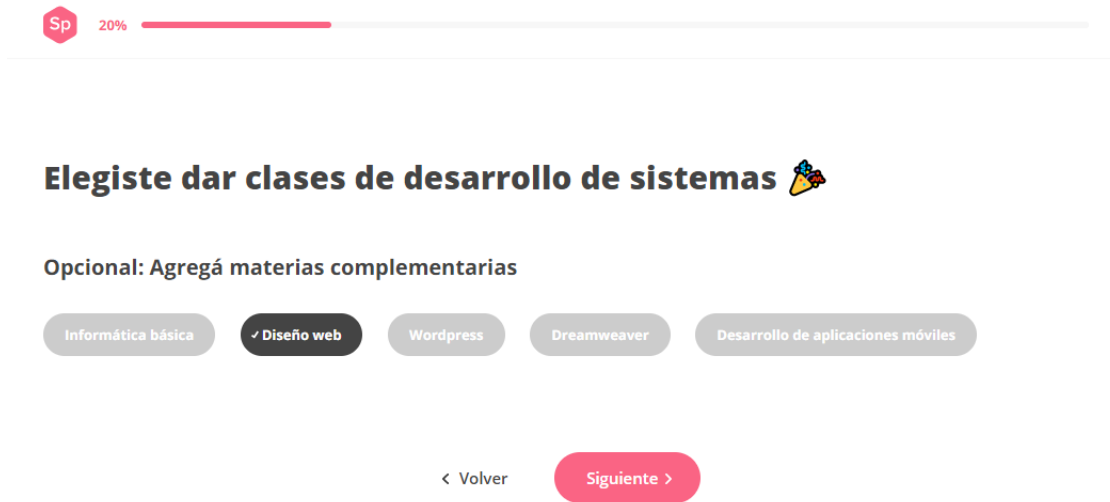 Sp 20%
Elegiste dar clases de desarrollo de sistemas
Opcional: Agregá materias complementarias
Informática básica ✓ Diseño web Wordpress Dreamweaver Desarrollo de aplicaciones móviles
< Volver Siguiente >